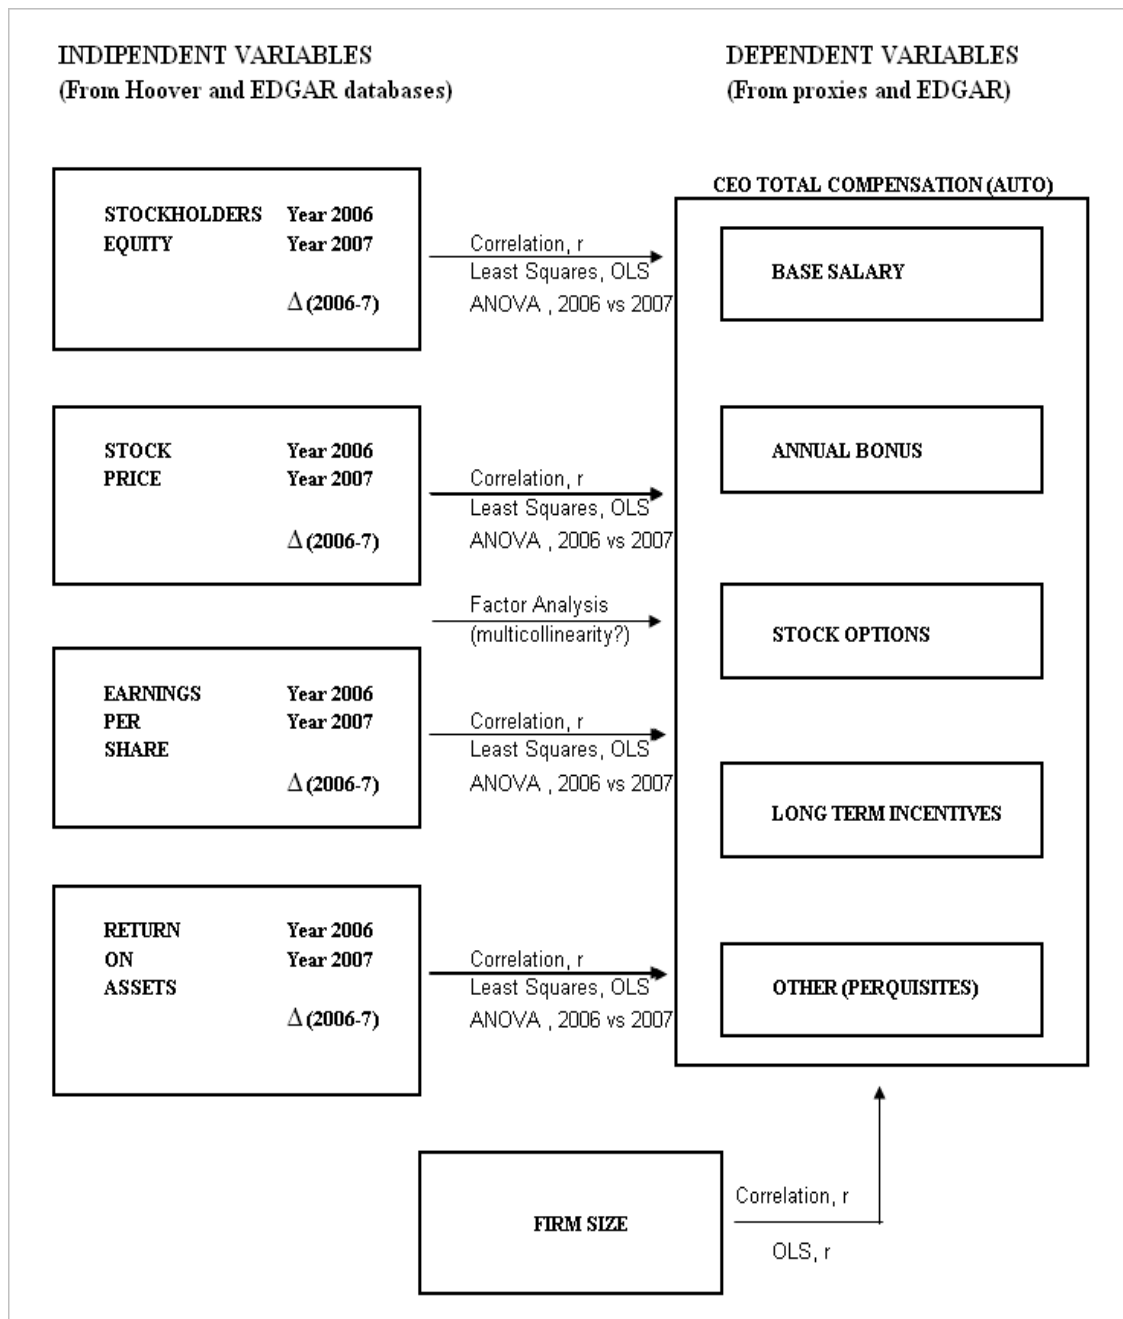 INDIPENDENT VARIABLES
(From Hoover and EDGAR databases)
DEPENDENT VARIABLES
(From proxies and EDGAR)
STOCKHOLDERS Year 2006
EQUITY Year 2007
Δ (2006-7)
Correlation, r
Least Squares, OLS
ANOVA , 2006 vs 2007
STOCK Year 2006
PRICE Year 2007
Δ (2006-7)
Correlation, r
Least Squares, OLS
ANOVA , 2006 vs 2007
Factor Analysis
(multicollinearity?)
EARNINGS Year 2006
PER Year 2007
SHARE
Δ (2006-7)
Correlation, r
Least Squares, OLS
ANOVA , 2006 vs 2007
RETURN Year 2006
ON Year 2007
ASSETS
Δ (2006-7)
Correlation, r
Least Squares, OLS
ANOVA , 2006 vs 2007
CEO TOTAL COMPENSATION (AUTO)
BASE SALARY
ANNUAL BONUS
STOCK OPTIONS
LONG TERM INCENTIVES
OTHER (PERQUISITES)
FIRM SIZE
Correlation, r
OLS, r